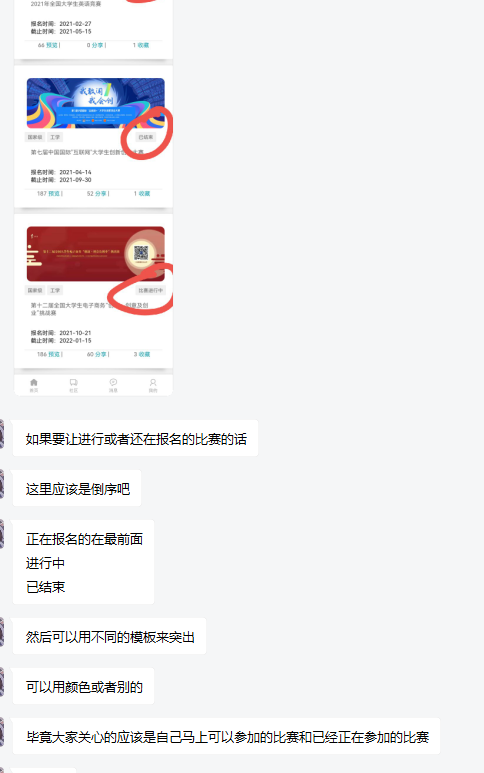 2021年全国大学生英语竞赛
报名时间：2021-02-27
截止时间：2021-05-15
66 预览 | 0 分享 | 1 收藏
我敢闯
我会创
国家级 工学 已结束
第七届中国国际"互联网"大学生创新创业大赛
报名时间：2021-04-14
截止时间：2021-09-30
187 预览 | 52 分享 | 1 收藏
国家级 工学 比赛进行中
第十二届全国大学生电子商务"创新、创意及创
业"挑战赛
报名时间：2021-10-21
截止时间：2022-01-15
186 预览 | 60 分享 | 3 收藏
首页 社区 消息 我的
如果要让进行或者还在报名的比赛的话
这里应该是倒序吧
正在报名的在最前面
进行中
已结束
然后可以用不同的模板来突出
可以用颜色或者别的
毕竟大家关心的应该是自己马上可以参加的比赛和已经正在参加的比赛